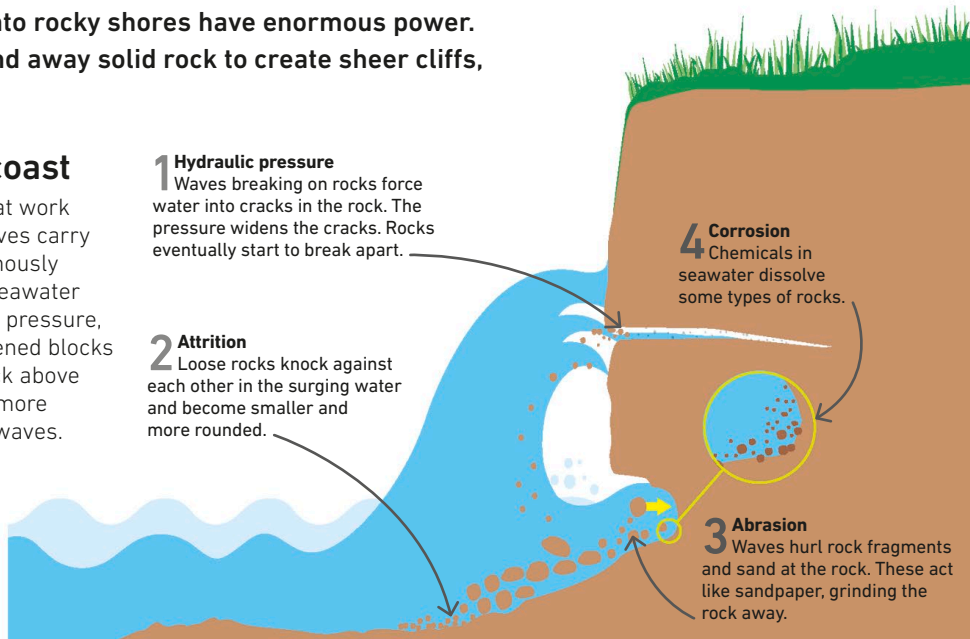 nto rocky shores have enormous power.
nd away solid rock to create sheer cliffs,
coast
at work
ves carry
nously
eawater
pressure,
ened blocks
k above
more
waves.
1 Hydraulic pressure
Waves breaking on rocks force
water into cracks in the rock. The
pressure widens the cracks. Rocks
eventually start to break apart.
2 Attrition
Loose rocks knock against
each other in the surging water
and become smaller and
more rounded.
4 Corrosion
Chemicals in
seawater dissolve
some types of rocks.
3 Abrasion
Waves hurl rock fragments
and sand at the rock. These act
like sandpaper, grinding the
rock away.